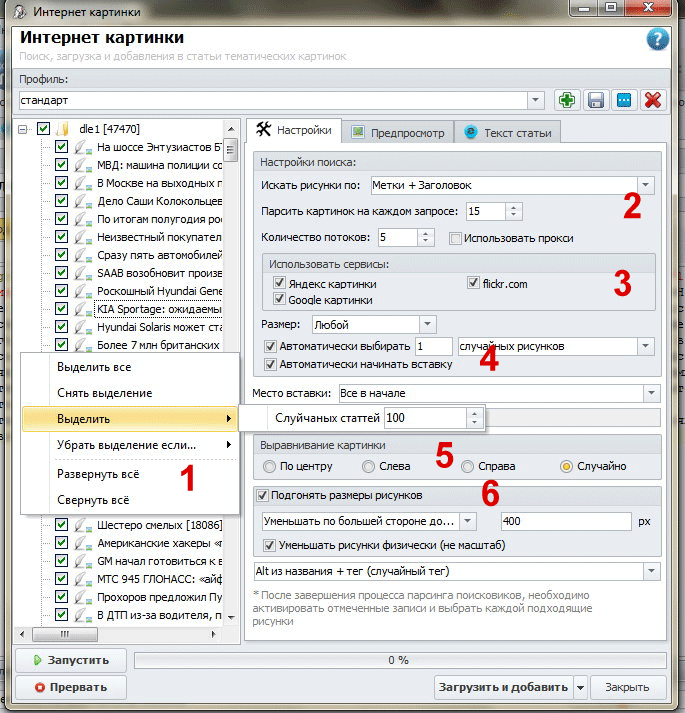 Интернет картинки
Интернет картинки
Поиск, загрузка и добавления в статьи тематических картинок
Профиль:
стандарт
dle1 [47470]
На шоссе Энтузиастов БТ
МВД: машина полиции со
В Москве на выходных п
Дело Саши Колокольцев
По итогам полугодия рос
Неизвестный покупател
Сразу пять автомобилей
SAAB возобновит произв
Роскошный Hyundai Gene
KIA Sportage: ожидаемы
Hyundai Solaris может ста
Более 7 млн британских
Выделить все
Снять выделение
Выделить
Слуйчаных статтей 100
Убрать выделение если...
1
Развернуть всё
Свернуть всё
Шестеро смелых [18086]
Американские хакеры «п
GM начал готовиться к в
МТС 945 ГЛОНАСС: «айф
Прохоров предложил Пу
В ДТП из-за водителя, п
Настройки Предпросмотр Текст статьи
Настройки поиска:
Искать рисунки по: Метки + Заголовок
2
Парсить картинок на каждом запросе: 15
Количество потоков: 5 Использовать прокси
Использовать сервисы:
Яндекс картинки flickr.com
3
Google картинки
Размер: Любой
Автоматически выбирать 1 случайных рисунков
4
Автоматически начинать вставку
Место вставки: Все в начале
Выравнивание картинки
5
По центру Слева Справа Случайно
6
Подгонять размеры рисунков
Уменьшать по большей стороне до... 400 px
Уменьшать рисунки физически (не масштаб)
Alt из названия + тег (случайный тег)
* После завершения процесса парсинга поисковиков, необходимо
активировать отмеченные записи и выбрать каждой подходящие
рисунки
Запустить 0 %
Прервать Загрузить и добавить Закрыть